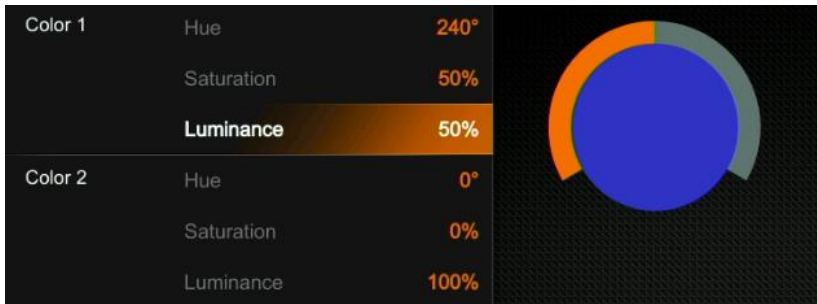 Color 1 Hue 240°
Saturation 50%
Luminance 50%
Color 2 Hue 0°
Saturation 0%
Luminance 100%